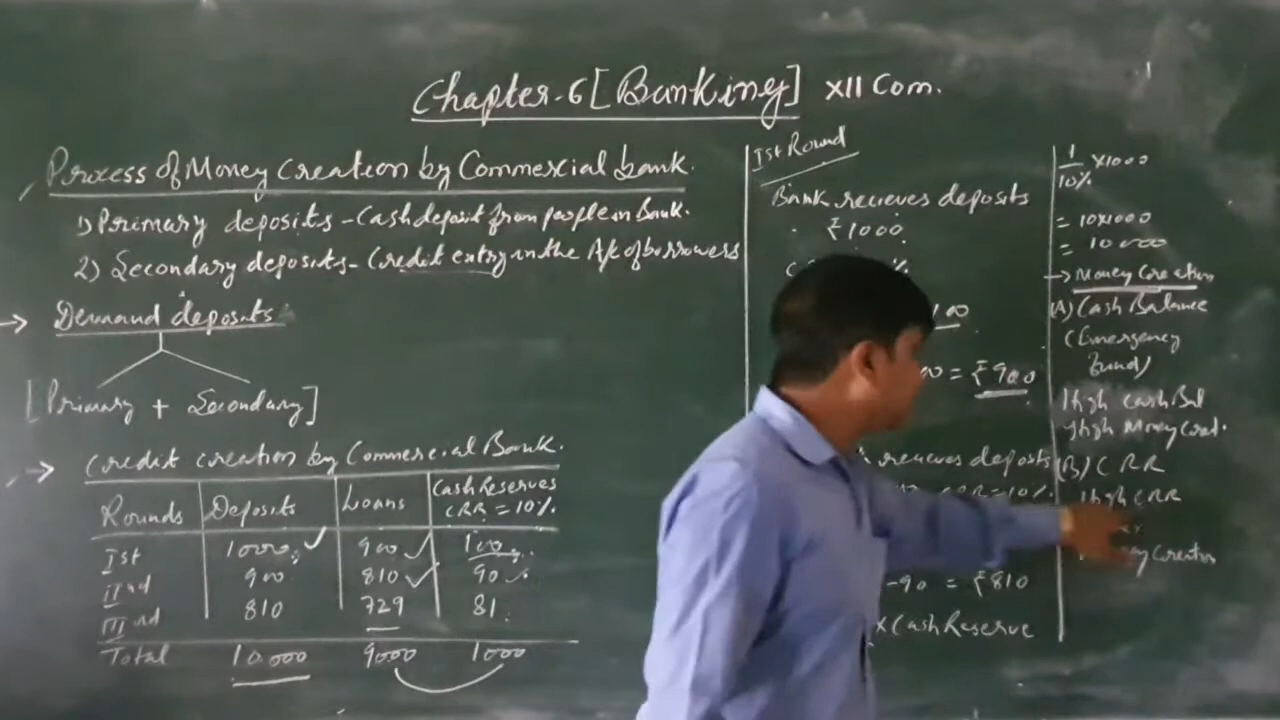 Chapter-6 [Banking] XII Com.
Process of Money Creation by Commercial bank.
1) Primary deposits - Cash deposit from people in Bank.
2) Secondary deposits - Credit entry in the A/c of borrowers
→ Demand deposits
[Primary + Secondary]
→ Credit creation by Commercial Bank.
Rounds Deposits Loans Cash Reserves CRR = 10%
Ist 1000 ✓ 900 ✓ 100
IInd 900 810 ✓ 90
IIIrd 810 729 81
Total 10,000 9000 1000
Ist Round
Bank recieves deposits
₹1000
%
100
= ₹900
recieves deposits
= 10%
-90 = ₹810
x Cash Reserve
1/10% x1000
= 10x1000
= 10000
→ Money Creation
(A) Cash Balance
(Emergency
fund)
High Cash Bal
High Money Creat.
(B) CRR
High CRR
Creation